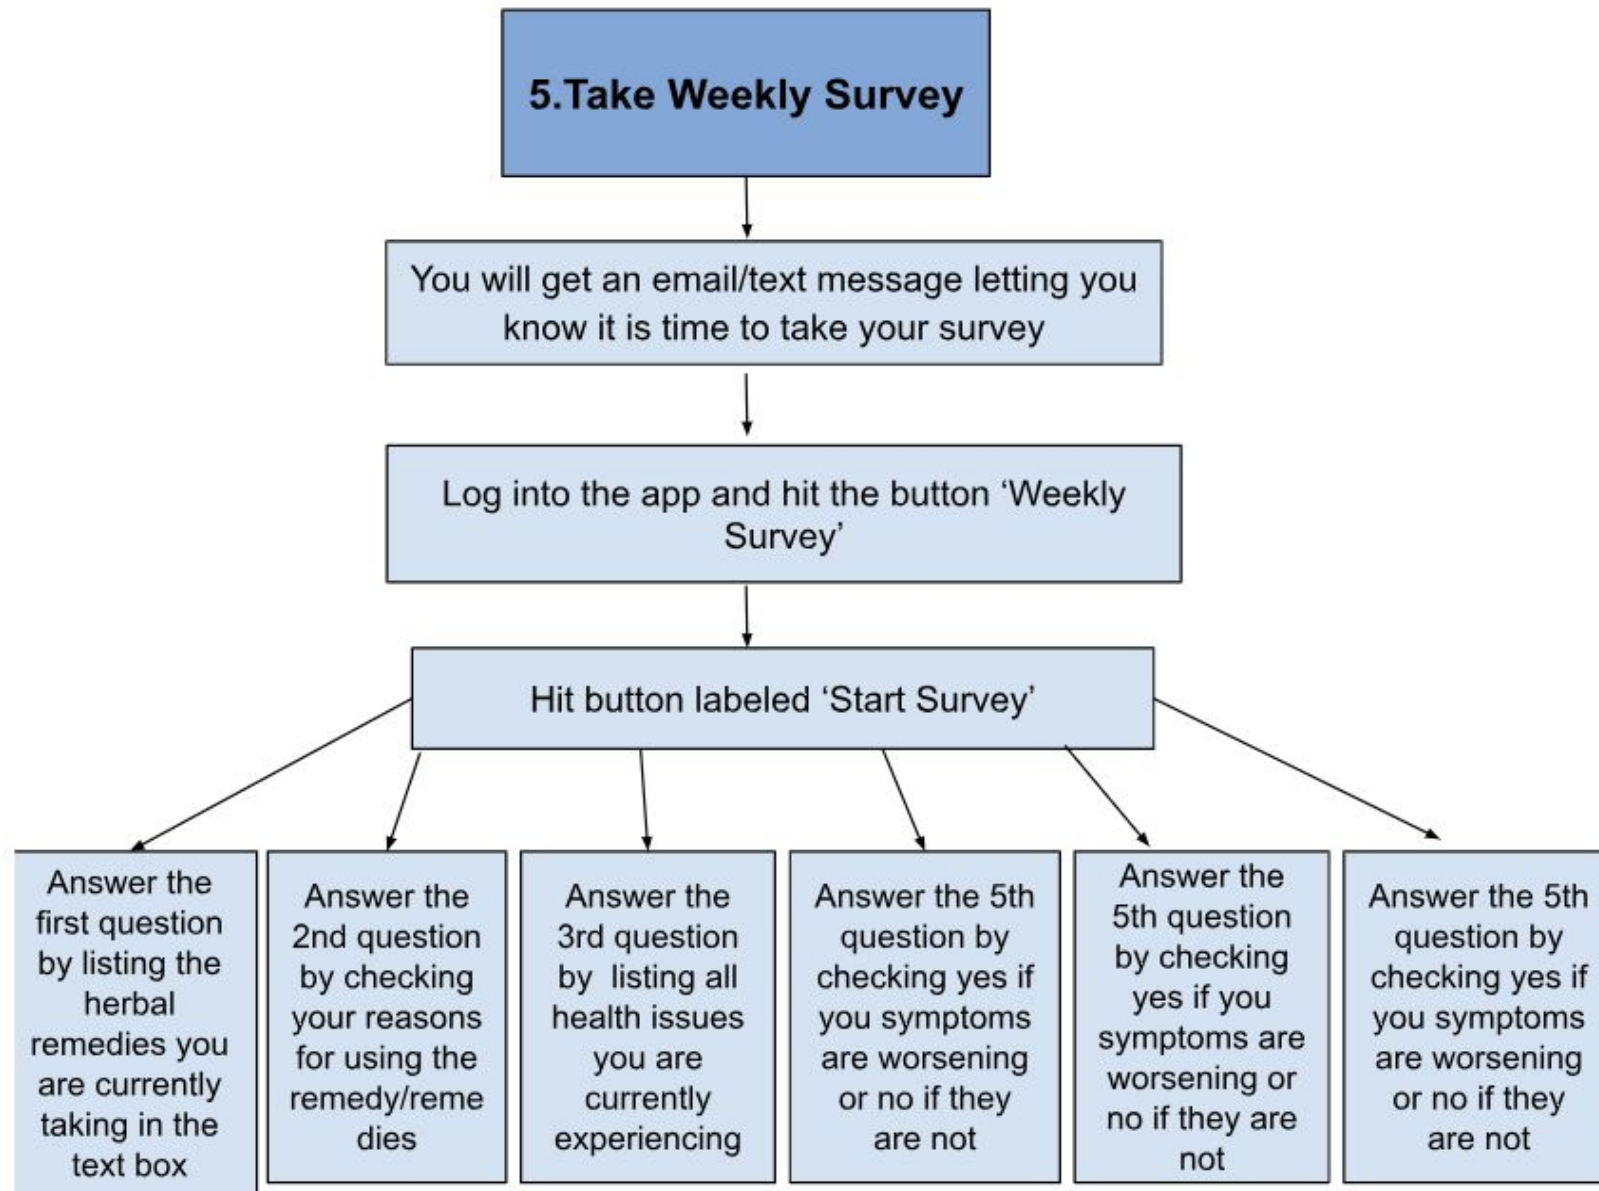 5.Take Weekly Survey
You will get an email/text message letting you
know it is time to take your survey
Log into the app and hit the button ‘Weekly
Survey’
Hit button labeled ‘Start Survey’
Answer the
first question
by listing the
herbal
remedies you
are currently
taking in the
text box
Answer the
2nd question
by checking
your reasons
for using the
remedy/reme
dies
Answer the
3rd question
by  listing all
health issues
you are
currently
experiencing
Answer the 5th
question by
checking yes if
you symptoms
are worsening
or no if they
are not
Answer the
5th question
by checking
yes if you
symptoms are
worsening or
no if they are
not
Answer the 5th
question by
checking yes if
you symptoms
are worsening
or no if they
are not